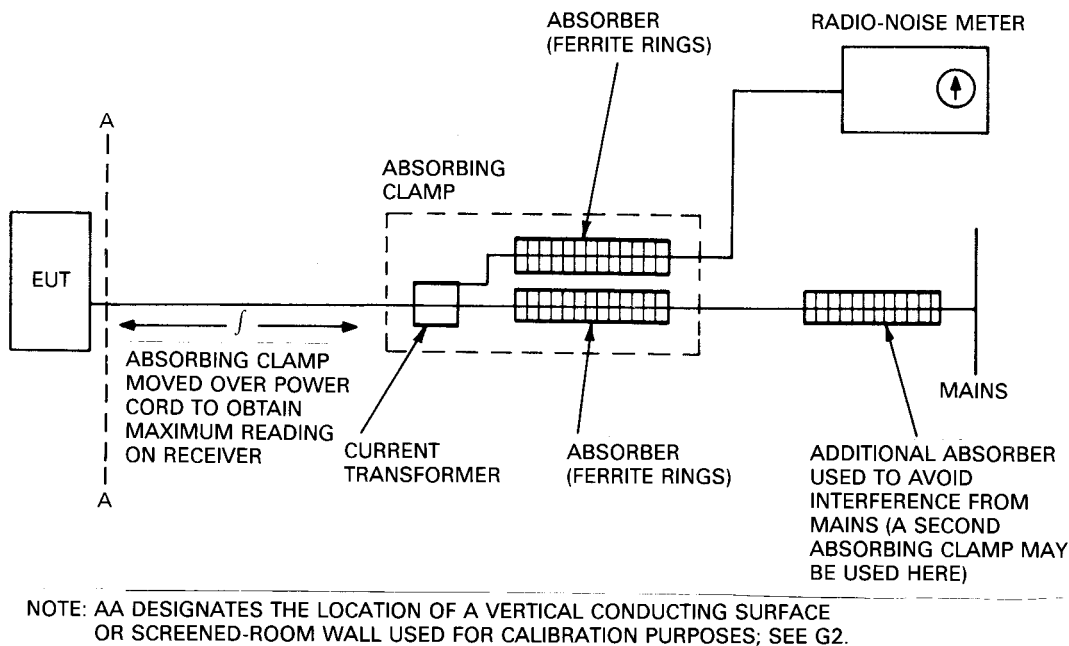 ABSORBER
(FERRITE RINGS)
RADIO-NOISE METER
A
ABSORBING
CLAMP
EUT
ABSORBING CLAMP
MOVED OVER POWER
CORD TO OBTAIN
MAXIMUM READING
ON RECEIVER
A
CURRENT
TRANSFORMER
ABSORBER
(FERRITE RINGS)
MAINS
ADDITIONAL ABSORBER
USED TO AVOID
INTERFERENCE FROM
MAINS (A SECOND
ABSORBING CLAMP MAY
BE USED HERE)
NOTE: AA DESIGNATES THE LOCATION OF A VERTICAL CONDUCTING SURFACE
OR SCREENED-ROOM WALL USED FOR CALIBRATION PURPOSES; SEE G2.